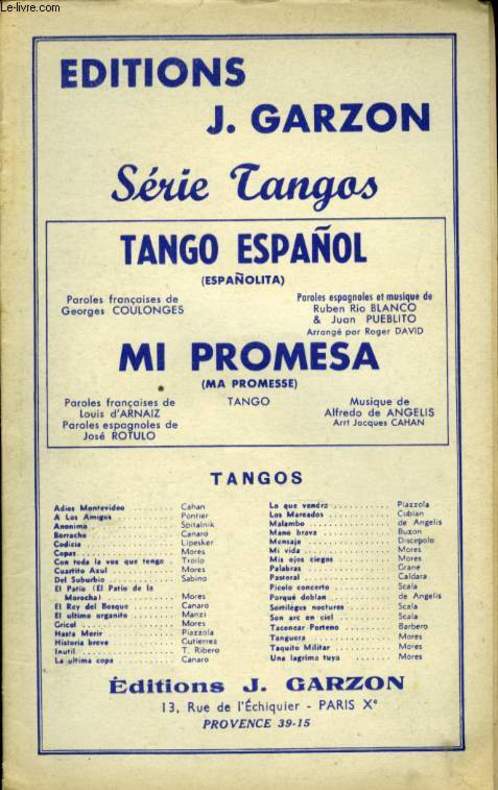 LE-LIVRE.COM
EDITIONS
J. GARZON
Série Tangos
TANGO ESPAÑOL
(ESPAÑOLITA)
Paroles françaises de
Georges COULONGES
Paroles espagnoles et musique de
Ruben Rio BLANCO
& Juan PUEBLITO
Arrangé par Roger DAVID
MI PROMESA
(MA PROMESSE)
Paroles françaises de
Louis d'ARNAIZ
Paroles espagnoles de
José ROTULO
TANGO
Musique de
Alfredo de ANGELIS
Arrt Jacques CAHAN
TANGOS
Adios Montevideo Cahan
A Los Amigos Pontier
Anonima Spitalnik
Borracho Canaro
Codicia Lipesker
Copas Mores
Con toda la voz que tengo Troilo
Cuartito Azul Mores
Del Suburbio Sabino
El Patio (El Patio de la
Morocha) Mores
El Rey del Bosque Canaro
El ultimo organito Manzi
Gricel Mores
Hasta Morir Piazzola
Historia breve Gutierrez
Inutil T. Ribero
La ultima copa Canaro
Lo que vendra Piazzola
Los Mareados Cobian
Malambo de Angelis
Mano brava Buxon
Mensaje Discepolo
Mi vida Mores
Mis ojos ciegos Mores
Palabras Grane
Pastoral Caldara
Picolo concerto Scala
Porqué doblan de Angelis
Sortilègus nocturno Scala
Son arc en ciel Scala
Taconear Porteno Barbero
Tanguera Mores
Taquito Militar Mores
Una lagrima tuya Mores
Éditions J. GARZON
13, Rue de l'Échiquier - PARIS X°
PROVENCE 39-15